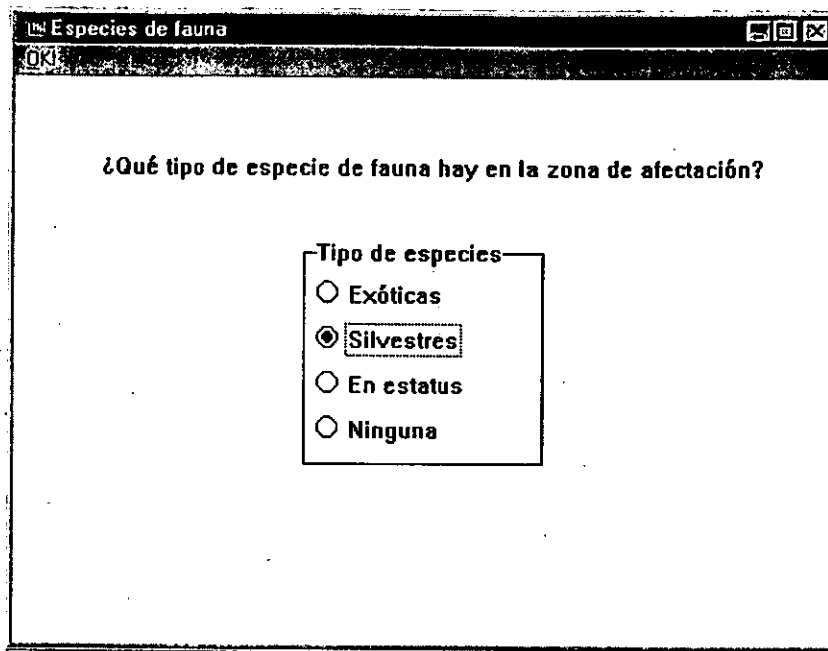 Especies de fauna
OK!
¿Qué tipo de especie de fauna hay en la zona de afectación?
Tipo de especies
Exóticas
Silvestres
En estatus
Ninguna